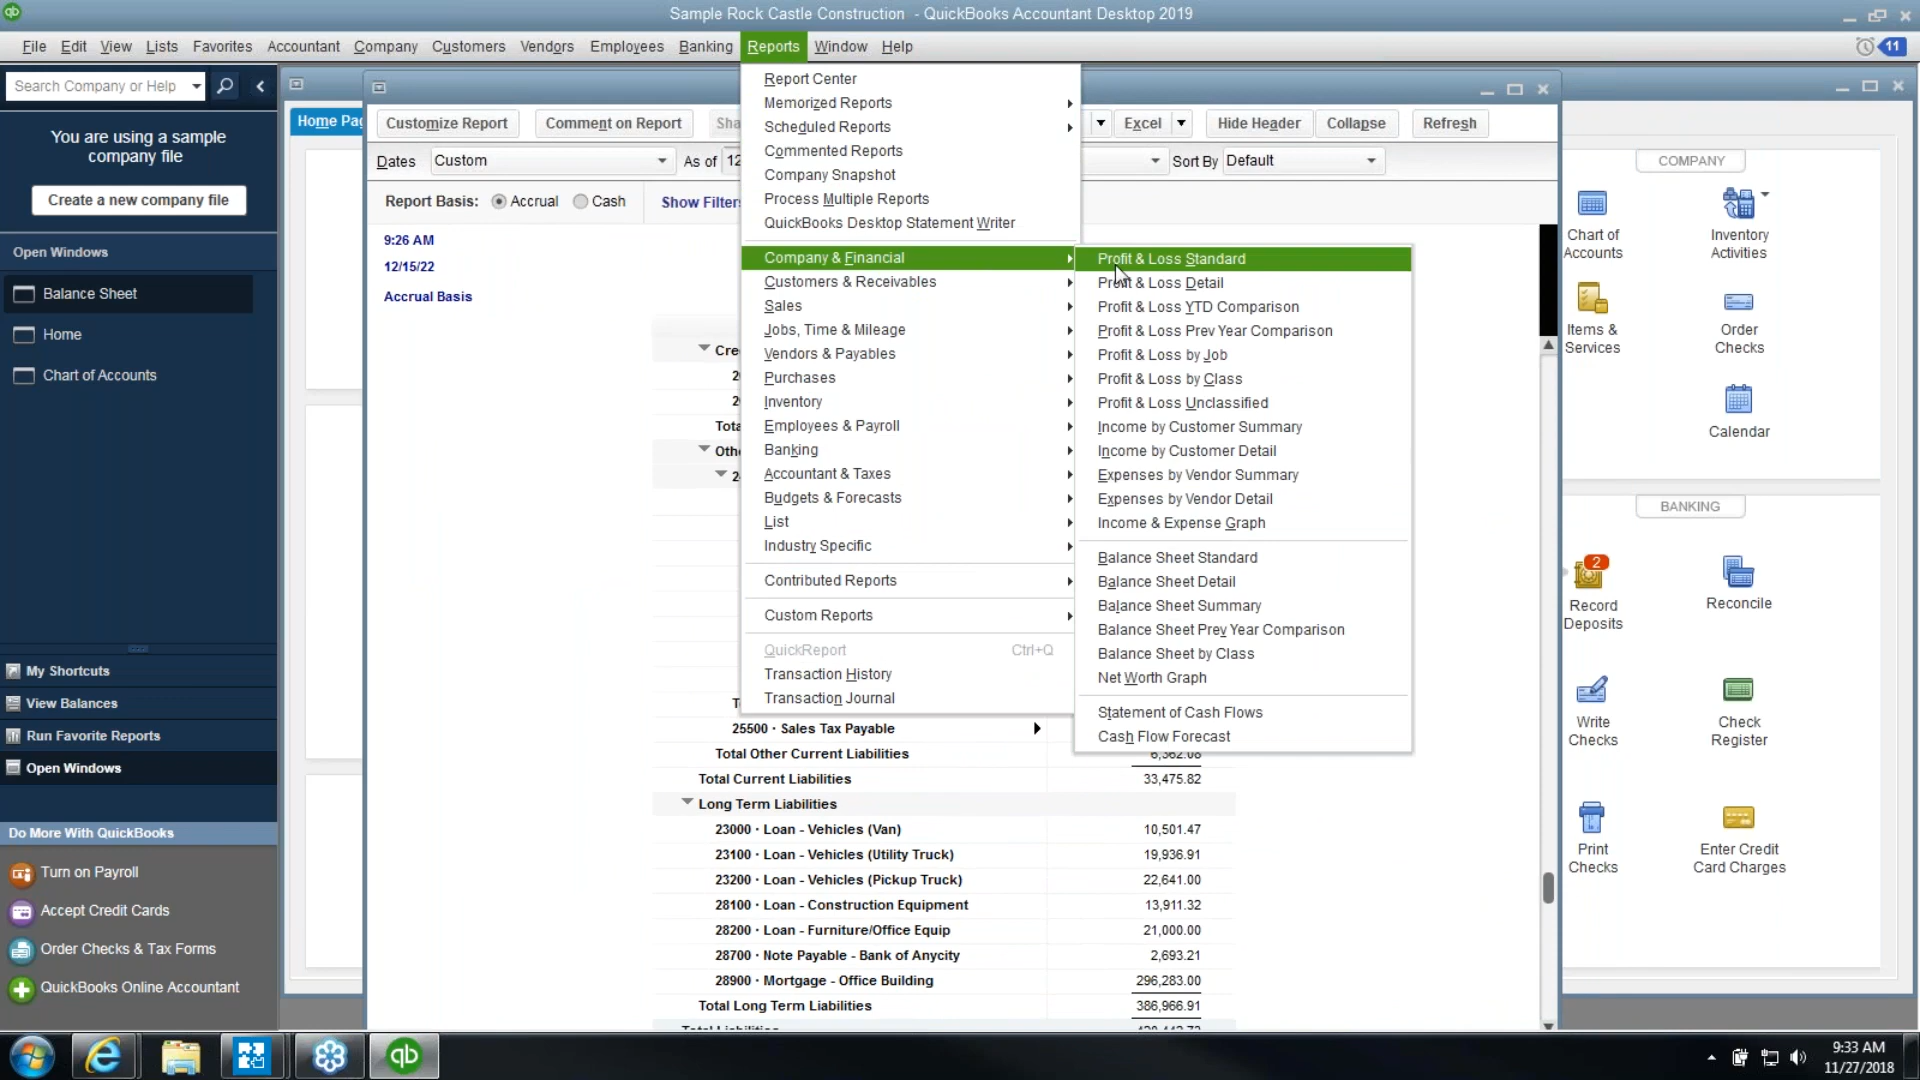 Sample Rock Castle Construction - QuickBooks Accountant Desktop 2019
File Edit View Lists Favorites Accountant Company Customers Vendors Employees Banking Reports Window Help
11
Search Company or Help
You are using a sample
company file
Create a new company file
Open Windows
Balance Sheet
Home
Chart of Accounts
My Shortcuts
View Balances
Run Favorite Reports
Open Windows
Do More With QuickBooks
Turn on Payroll
Accept Credit Cards
Order Checks & Tax Forms
QuickBooks Online Accountant
Home Pag
Customize Report
Comment on Report
Sha
Excel
Hide Header
Collapse
Refresh
Dates
Custom
As of
12
Sort By
Default
Report Basis:
Accrual
Cash
Show Filters
9:26 AM
12/15/22
Accrual Basis
Cre
2
2
Tota
Othe
2
T
25500 · Sales Tax Payable
Total Other Current Liabilities 6,362.08
Total Current Liabilities 33,475.82
Long Term Liabilities
23000 · Loan - Vehicles (Van) 10,501.47
23100 · Loan - Vehicles (Utility Truck) 19,936.91
23200 · Loan - Vehicles (Pickup Truck) 22,641.00
28100 · Loan - Construction Equipment 13,911.32
28200 · Loan - Furniture/Office Equip 21,000.00
28700 · Note Payable - Bank of Anycity 2,693.21
28900 · Mortgage - Office Building 296,283.00
Total Long Term Liabilities 386,966.91
Report Center
Memorized Reports
Scheduled Reports
Commented Reports
Company Snapshot
Process Multiple Reports
QuickBooks Desktop Statement Writer
Company & Financial
Customers & Receivables
Sales
Jobs, Time & Mileage
Vendors & Payables
Purchases
Inventory
Employees & Payroll
Banking
Accountant & Taxes
Budgets & Forecasts
List
Industry Specific
Contributed Reports
Custom Reports
QuickReport Ctrl+Q
Transaction History
Transaction Journal
Profit & Loss Standard
Profit & Loss Detail
Profit & Loss YTD Comparison
Profit & Loss Prev Year Comparison
Profit & Loss by Job
Profit & Loss by Class
Profit & Loss Unclassified
Income by Customer Summary
Income by Customer Detail
Expenses by Vendor Summary
Expenses by Vendor Detail
Income & Expense Graph
Balance Sheet Standard
Balance Sheet Detail
Balance Sheet Summary
Balance Sheet Prev Year Comparison
Balance Sheet by Class
Net Worth Graph
Statement of Cash Flows
Cash Flow Forecast
COMPANY
Chart of
Accounts
Inventory
Activities
Items &
Services
Order
Checks
Calendar
BANKING
2
Record
Deposits
Reconcile
Write
Checks
Check
Register
Print
Checks
Enter Credit
Card Charges
qb
9:33 AM
11/27/2018